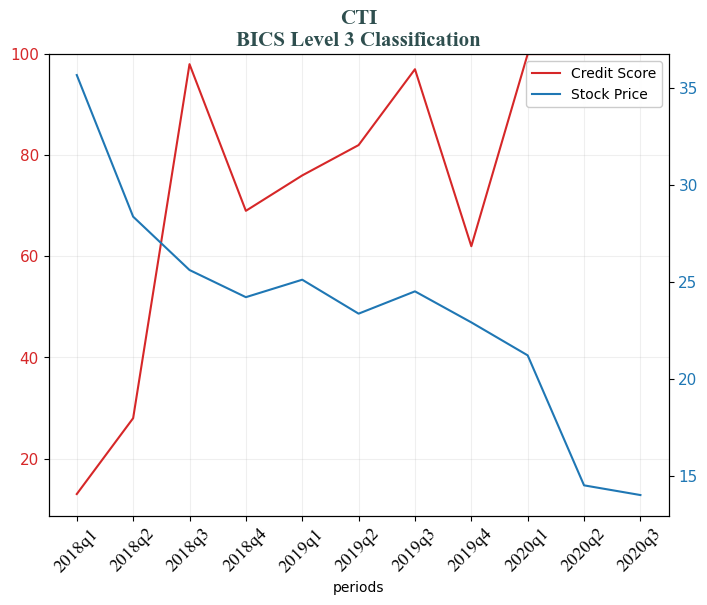 CTI
BICS Level 3 Classification
100
80
60
40
20
Credit Score
Stock Price
35
30
25
20
15
2018q1
2018q2
2018q3
2018q4
2019q1
2019q2
2019q3
2019q4
2020q1
2020q2
2020q3
periods